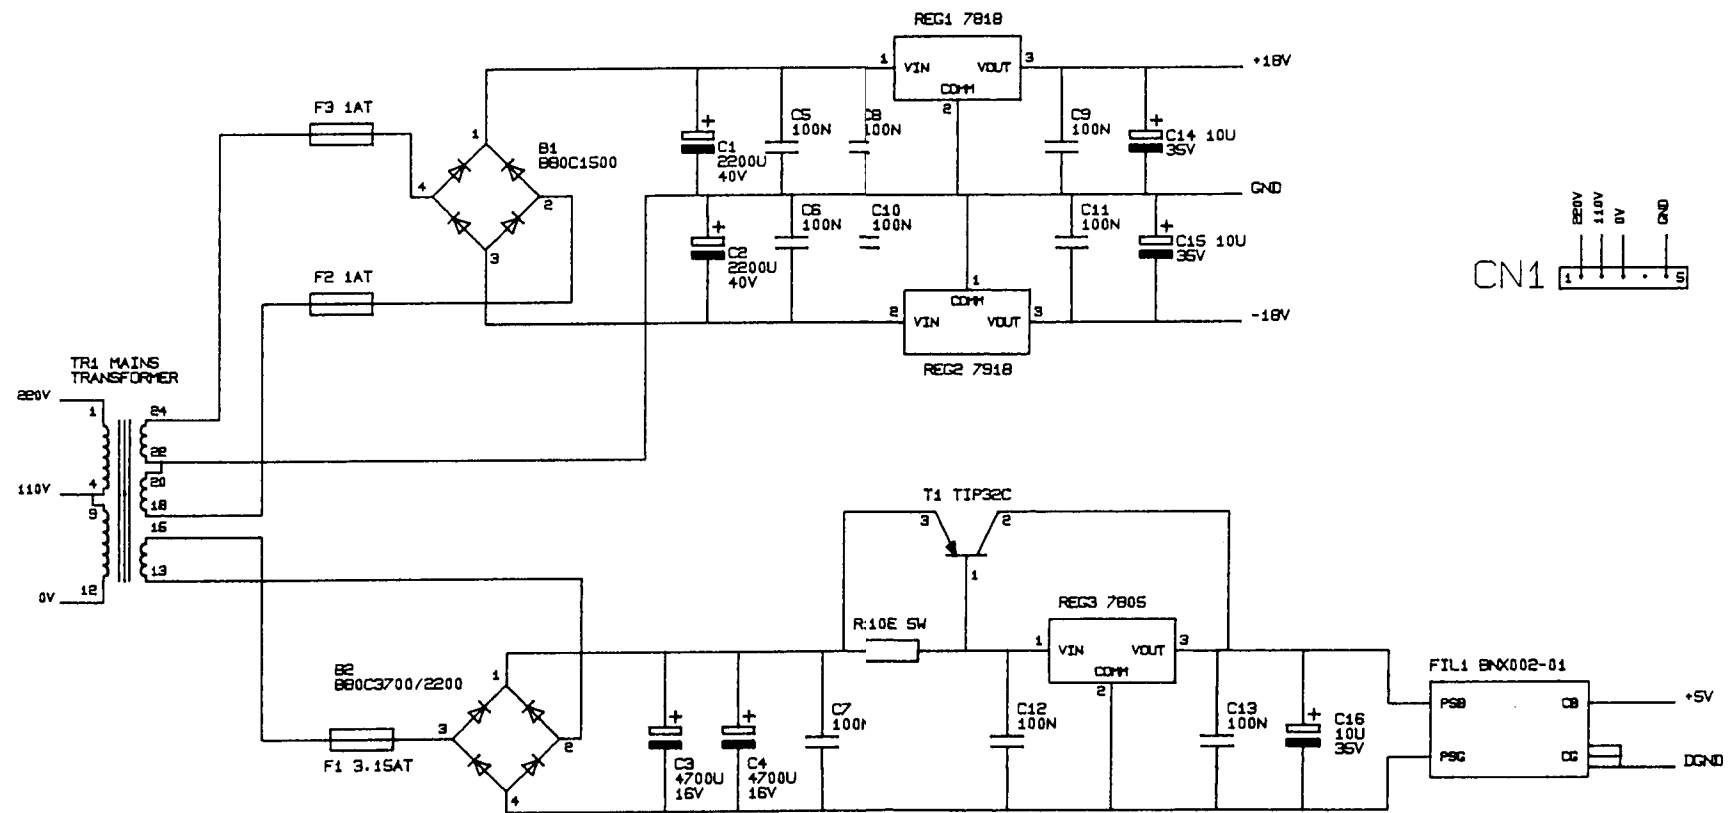 REG1 7818
1
VIN
VOUT
3
COMM
2
+18V
F3 1AT
1
B1
B80C1500
4
2
3
+
C1
2200U
40V
C5
100N
C8
100N
C9
100N
+
C14 10U
35V
GND
F2 1AT
+
C2
2200U
40V
C6
100N
C10
100N
C11
100N
+
C15 10U
35V
1
COMM
2
VIN
VOUT
3
-18V
REG2 7918
220V
110V
0V
GND
CN1
1
5
TR1 MAINS
TRANSFORMER
220V
1
24
22
4
20
110V
9
18
16
13
12
0V
T1 TIP32C
3
2
1
R:10E 5W
REG3 7805
1
VIN
VOUT
3
COMM
2
B2
B80C3700/2200
1
3
2
4
F1 3.15AT
+
C3
4700U
16V
+
C4
4700U
16V
C7
100N
C12
100N
C13
100N
+
C16
10U
35V
FIL1 BNX002-01
PSB
CB
+5V
PSG
CG
DGND